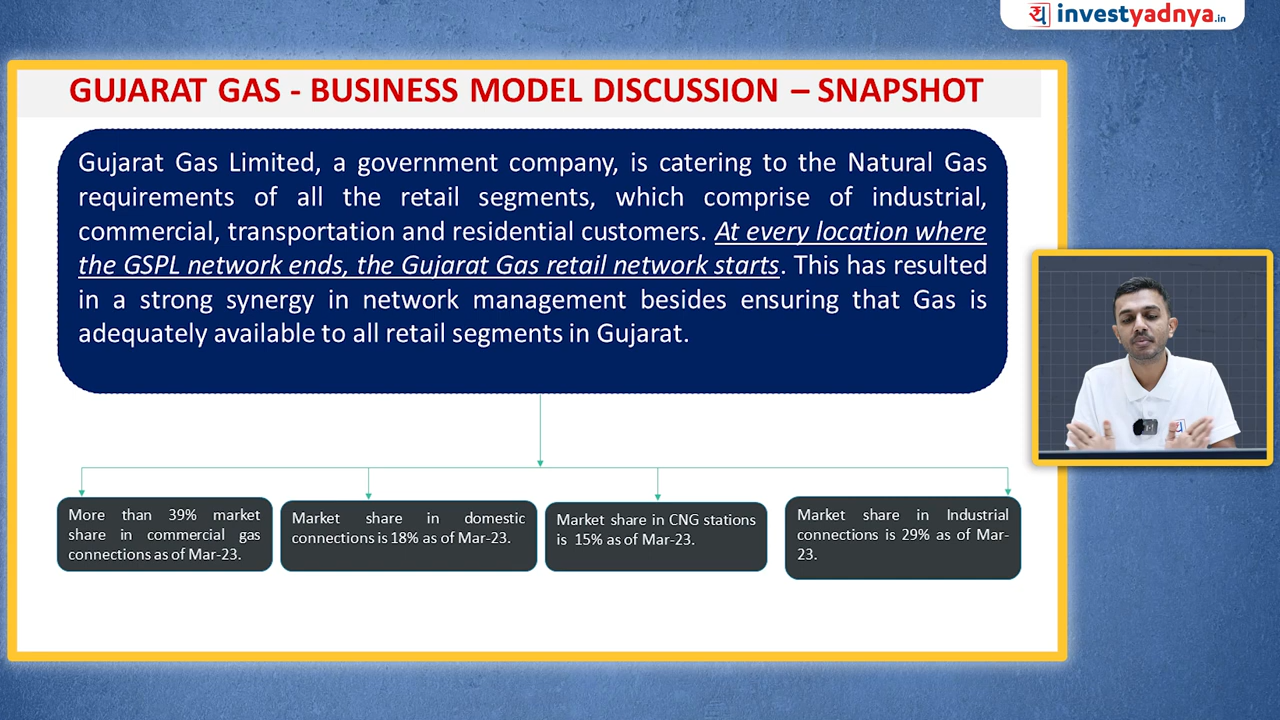 investyadnya.in
GUJARAT GAS - BUSINESS MODEL DISCUSSION – SNAPSHOT
Gujarat Gas Limited, a government company, is catering to the Natural Gas
requirements of all the retail segments, which comprise of industrial,
commercial, transportation and residential customers. At every location where
the GSPL network ends, the Gujarat Gas retail network starts. This has resulted
in a strong synergy in network management besides ensuring that Gas is
adequately available to all retail segments in Gujarat.
More than 39% market
share in commercial gas
connections as of Mar-23.
Market share in domestic
connections is 18% as of Mar-23.
Market share in CNG stations
is 15% as of Mar-23.
Market share in Industrial
connections is 29% as of Mar-
23.